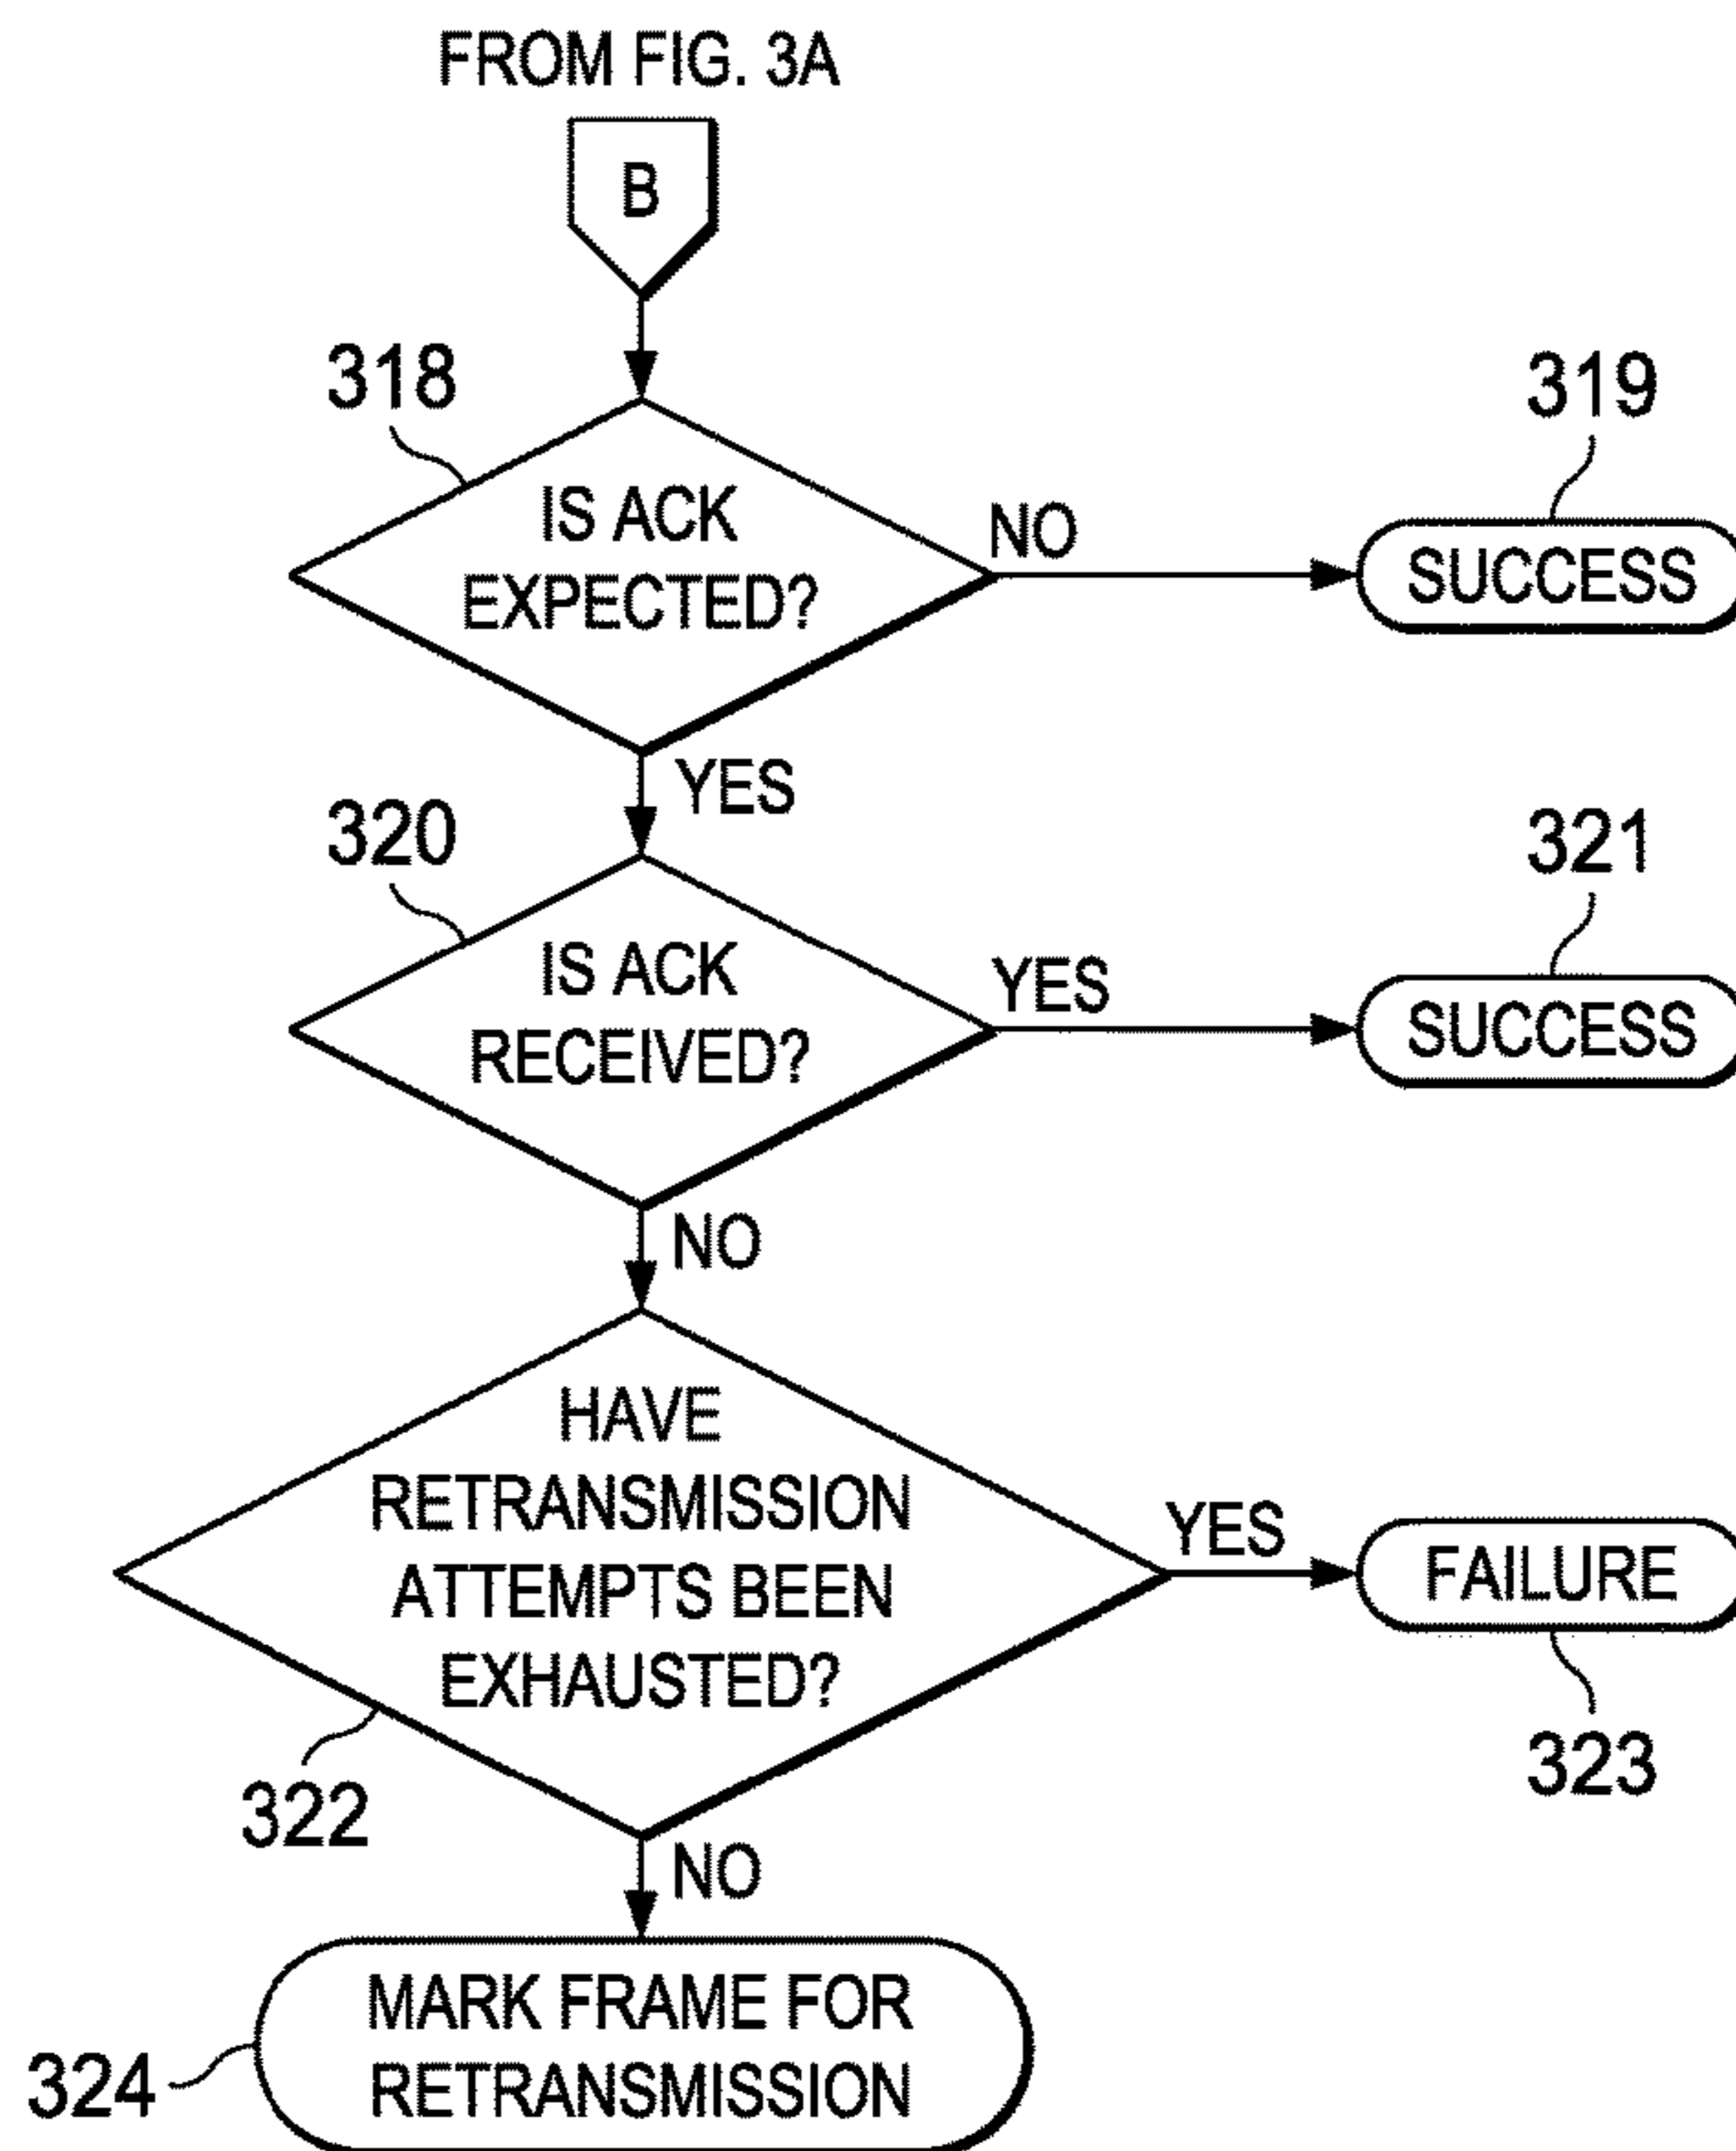 FROM FIG. 3A
B
318
319
IS ACK
EXPECTED?
NO
SUCCESS
YES
320
321
IS ACK
RECEIVED?
YES
SUCCESS
NO
HAVE
RETRANSMISSION
ATTEMPTS BEEN
EXHAUSTED?
YES
FAILURE
322
323
NO
MARK FRAME FOR
RETRANSMISSION
324